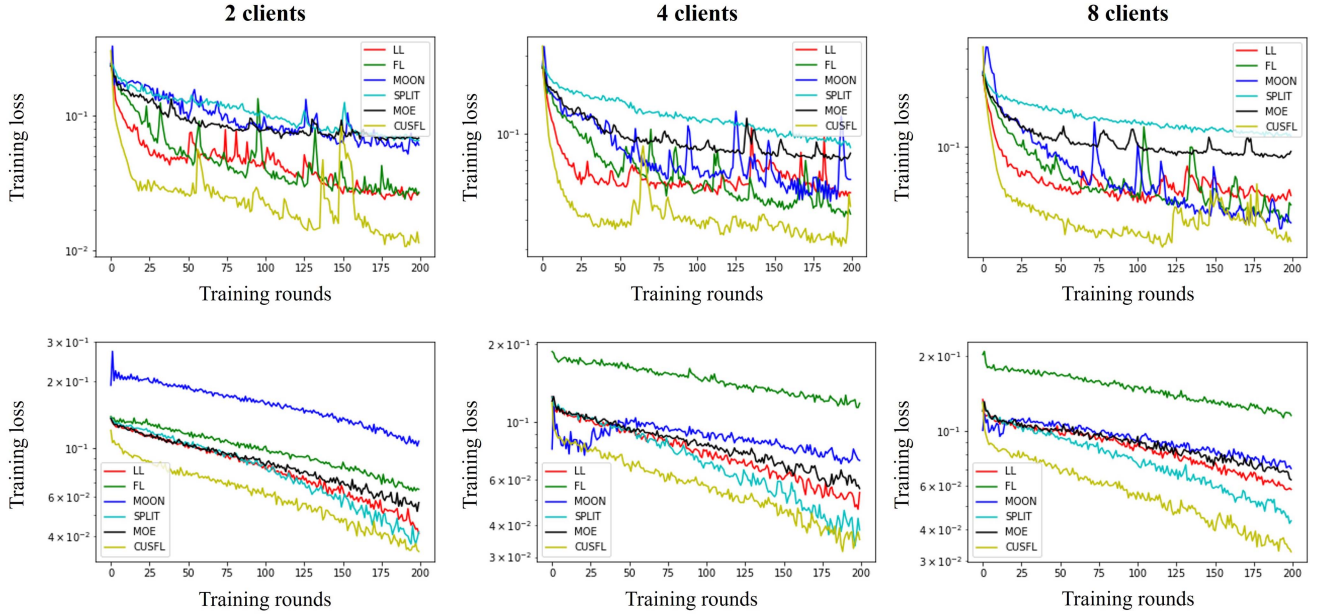 2 clients
4 clients
8 clients
Training loss
10⁻¹
10⁻²
LL
FL
MOON
SPLIT
MOE
CUSFL
0 25 50 75 100 125 150 175 200
Training rounds
Training loss
10⁻¹
LL
FL
MOON
SPLIT
MOE
CUSFL
0 25 50 75 100 125 150 175 200
Training rounds
Training loss
10⁻¹
LL
FL
MOON
SPLIT
MOE
CUSFL
0 25 50 75 100 125 150 175 200
Training rounds
Training loss
3 × 10⁻¹
2 × 10⁻¹
10⁻¹
6 × 10⁻²
4 × 10⁻²
LL
FL
MOON
SPLIT
MOE
CUSFL
0 25 50 75 100 125 150 175 200
Training rounds
Training loss
2 × 10⁻¹
10⁻¹
6 × 10⁻²
4 × 10⁻²
3 × 10⁻²
LL
FL
MOON
SPLIT
MOE
CUSFL
0 25 50 75 100 125 150 175 200
Training rounds
Training loss
2 × 10⁻¹
10⁻¹
6 × 10⁻²
4 × 10⁻²
3 × 10⁻²
LL
FL
MOON
SPLIT
MOE
CUSFL
0 25 50 75 100 125 150 175 200
Training rounds